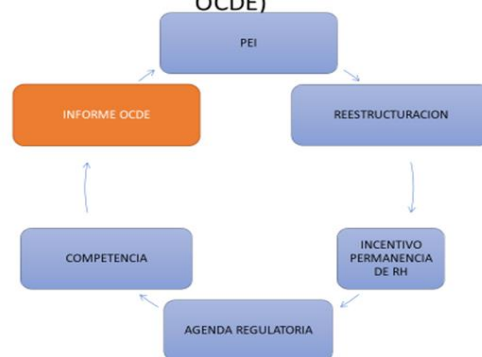 OCDE)
PEI
INFORME OCDE
REESTRUCTURACION
COMPETENCIA
INCENTIVO
PERMANENCIA
DE RH
AGENDA REGULATORIA